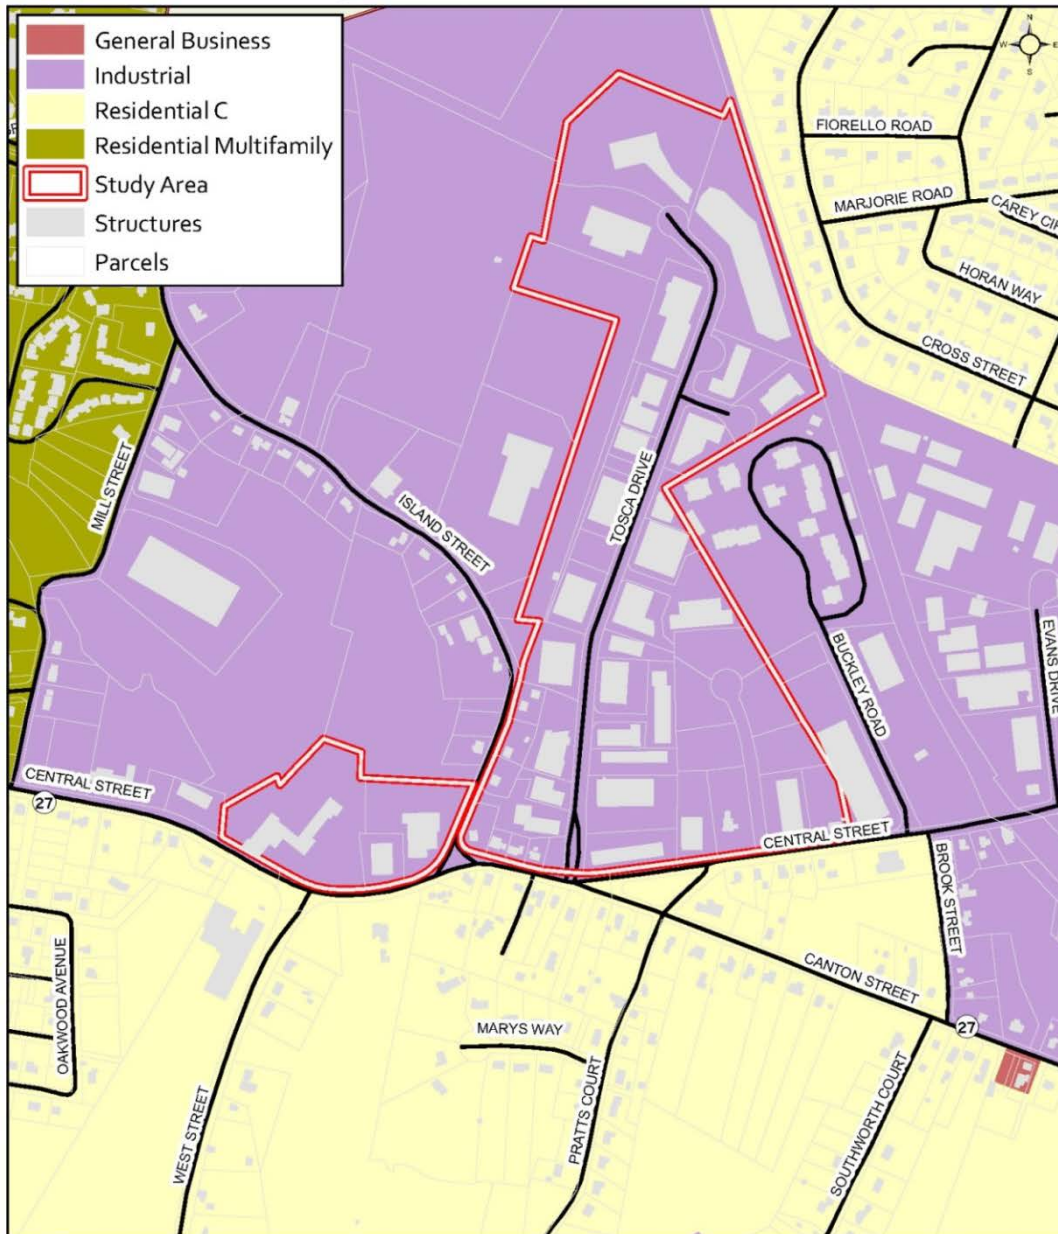 General Business
Industrial
Residential C
Residential Multifamily
Study Area
Structures
Parcels
N
W
E
S
FIORELLO ROAD
MARJORIE ROAD
HORAN WAY
CROSS STREET
MILL STREET
ISLAND STREET
TOSCA DRIVE
BUCKLEY ROAD
EVANS DRIVE
CENTRAL STREET
27
CENTRAL STREET
BROOK STREET
CANTON STREET
27
OAKWOOD AVENUE
WEST STREET
MARYS WAY
PRATTS COURT
SOUTHWORTH COURT